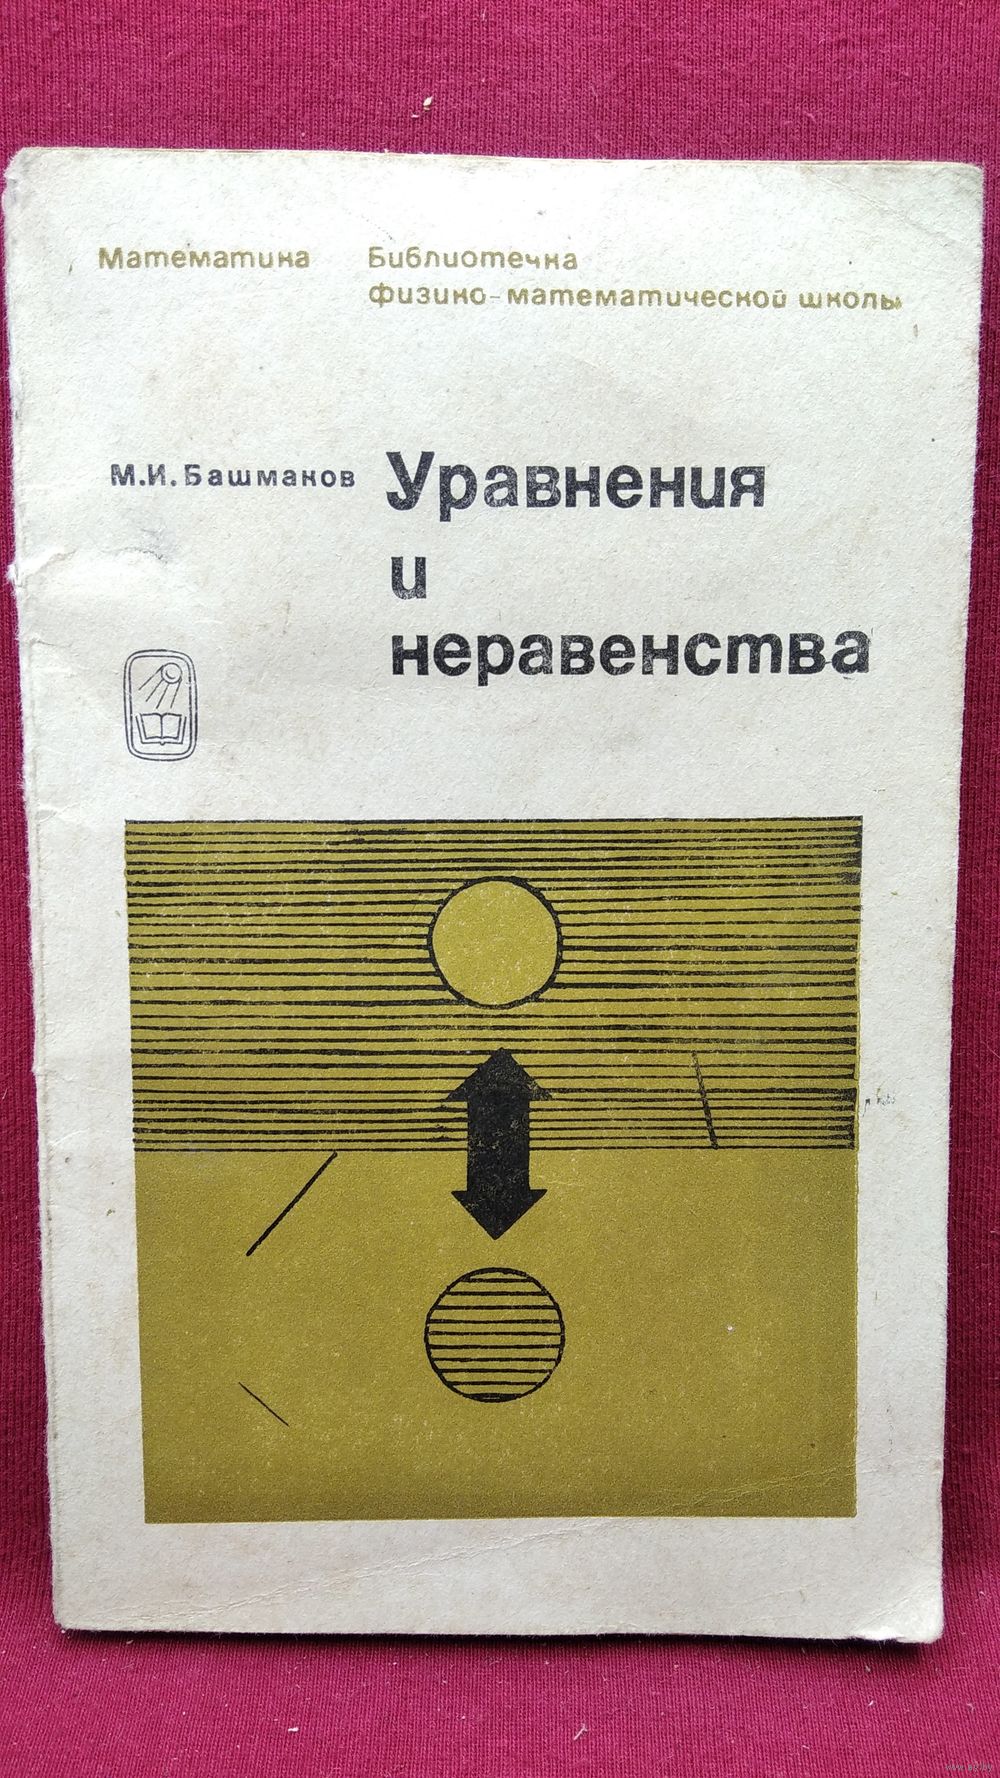 Математика
Библиотечка
физико-математической школы
М.И.Башмаков
Уравнения
и
неравенства